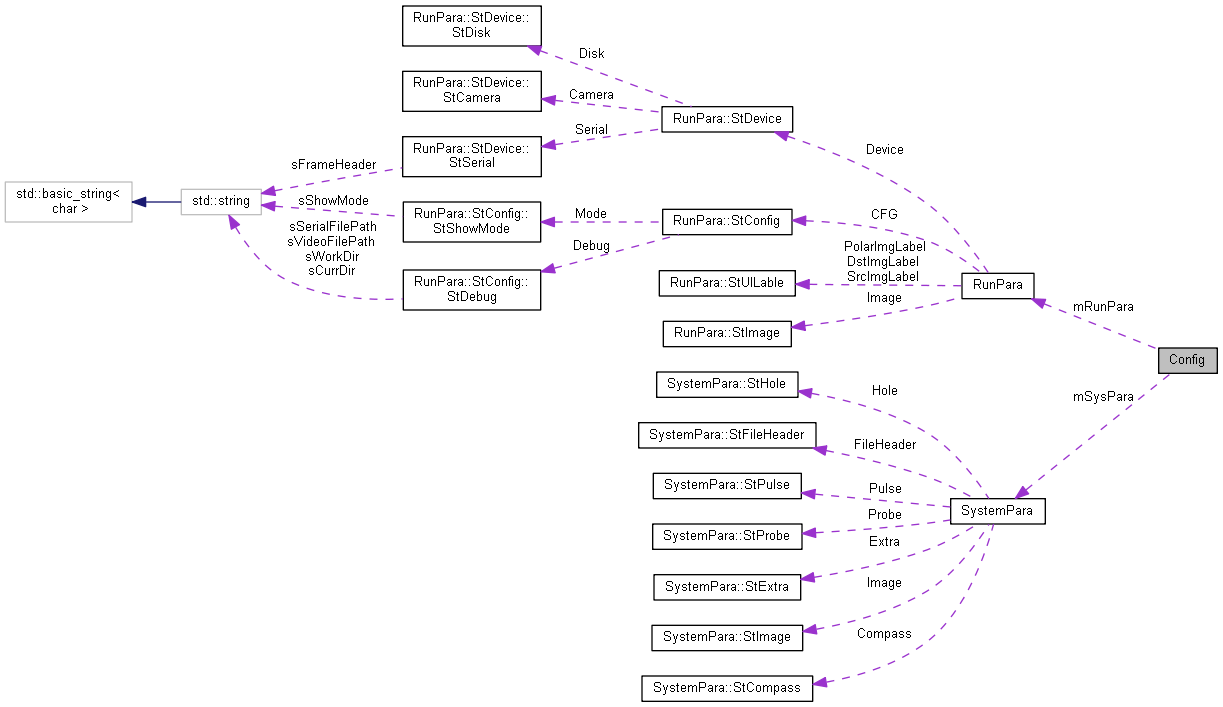 RunPara::StDevice::
StDisk
Disk
RunPara::StDevice::
StCamera
Camera
RunPara::StDevice
Serial
RunPara::StDevice::
StSerial
Device
sFrameHeader
std::basic_string<
char >
std::string
sShowMode
RunPara::StConfig::
StShowMode
Mode
RunPara::StConfig
CFG
sSerialFilePath
sVideoFilePath
sWorkDir
sCurrDir
Debug
RunPara::StConfig::
StDebug
PolarImgLabel
DstImgLabel
SrcImgLabel
RunPara::StUILable
RunPara
Image
RunPara::StImage
mRunPara
Config
SystemPara::StHole
Hole
mSysPara
SystemPara::StFileHeader
FileHeader
SystemPara::StPulse
Pulse
SystemPara
Probe
SystemPara::StProbe
Extra
SystemPara::StExtra
Image
SystemPara::StImage
Compass
SystemPara::StCompass